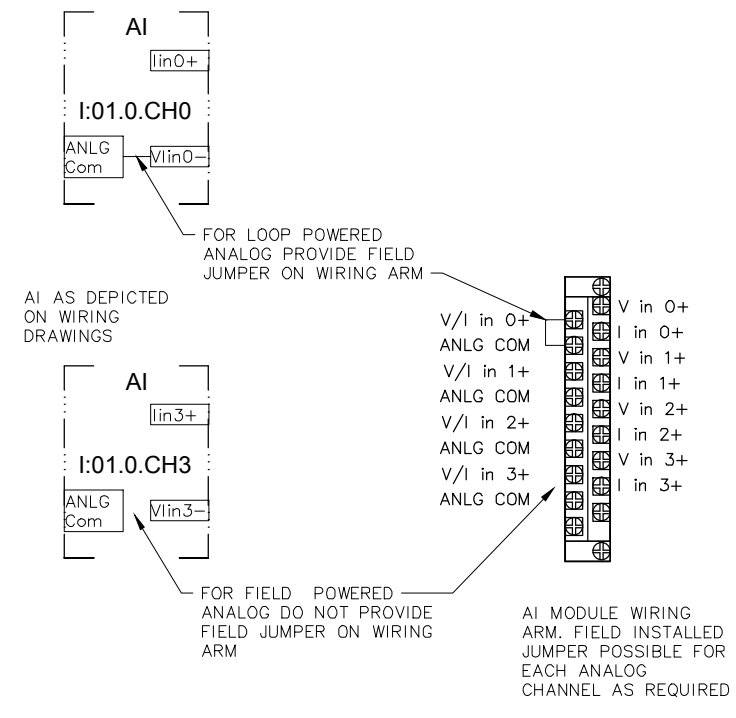 AI
Iin0+
I:01.0.CH0
ANLG
Com
VIin0-
FOR LOOP POWERED
ANALOG PROVIDE FIELD
JUMPER ON WIRING ARM
AI AS DEPICTED
ON WIRING
DRAWINGS
AI
Iin3+
I:01.0.CH3
ANLG
Com
VIin3-
FOR FIELD POWERED
ANALOG DO NOT PROVIDE
FIELD JUMPER ON WIRING
ARM
V/I in 0+
ANLG COM
V/I in 1+
ANLG COM
V/I in 2+
ANLG COM
V/I in 3+
ANLG COM
V in 0+
I in 0+
V in 1+
I in 1+
V in 2+
I in 2+
V in 3+
I in 3+
AI MODULE WIRING
ARM. FIELD INSTALLED
JUMPER POSSIBLE FOR
EACH ANALOG
CHANNEL AS REQUIRED